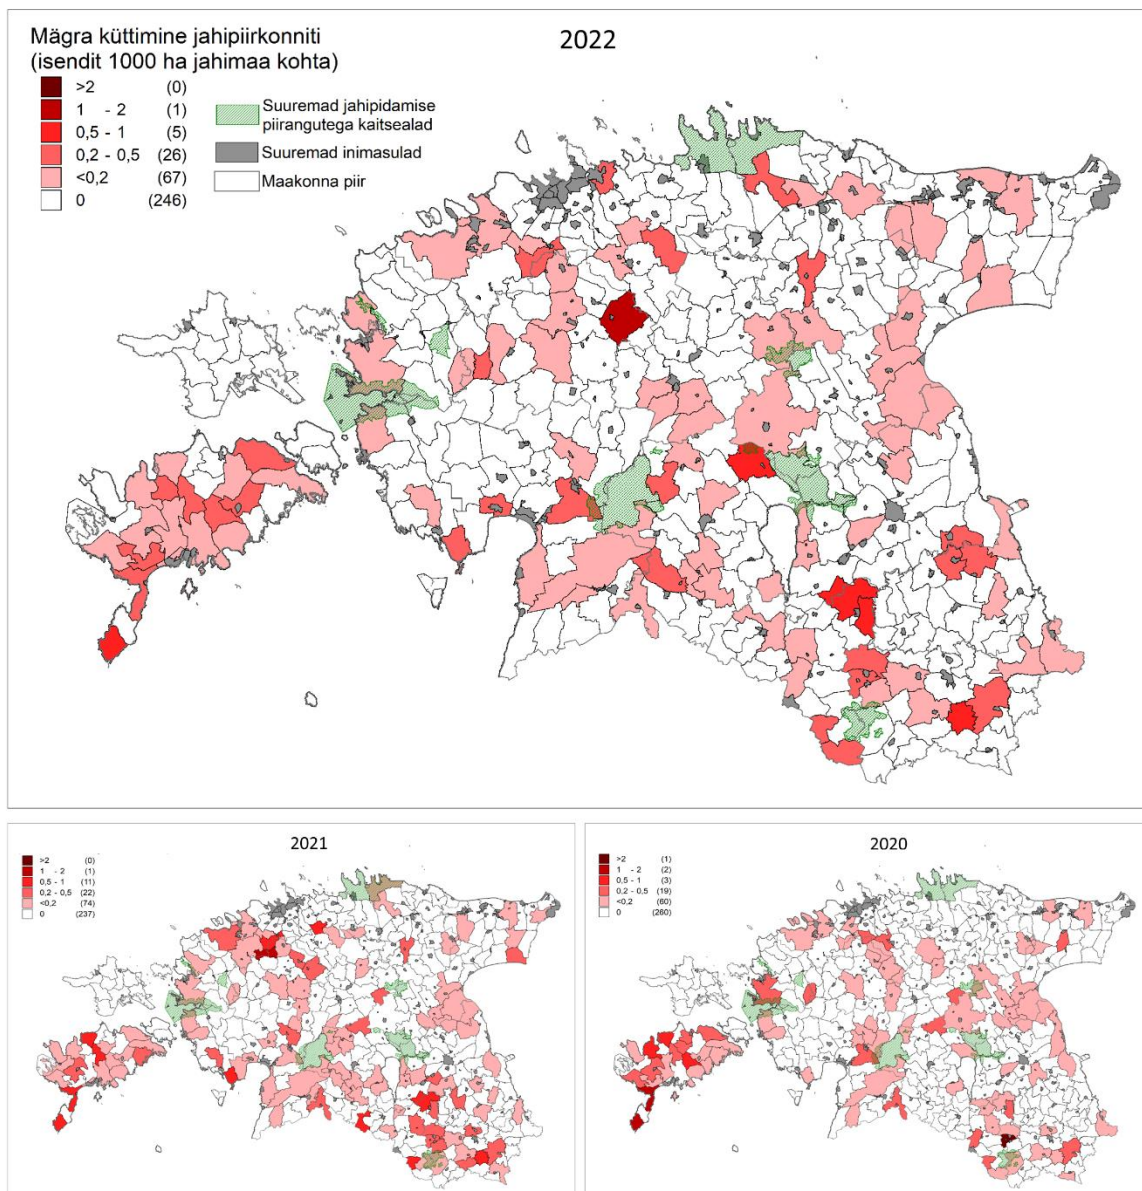 Mägra küttimine jahipiirkonniti
(isendit 1000 ha jahimaa kohta)
2022
>2 (0)
1 - 2 (1)
0,5 - 1 (5)
0,2 - 0,5 (26)
<0,2 (67)
0 (246)
Suuremad jahipidamise
piirangutega kaitsealad
Suuremad inimasulad
Maakonna piir
2021
>2 (0)
1 - 2 (1)
0,5 - 1 (11)
0,2 - 0,5 (22)
<0,2 (74)
0 (237)
2020
>2 (1)
1 - 2 (2)
0,5 - 1 (3)
0,2 - 0,5 (19)
<0,2 (60)
0 (260)